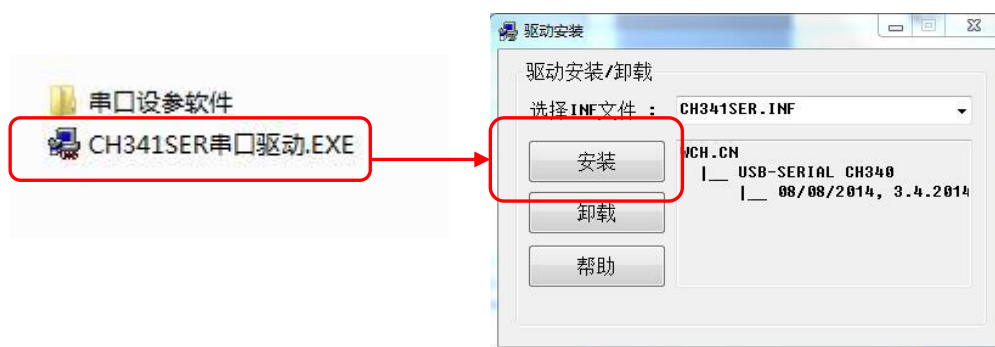 串口设参软件
CH341SER串口驱动.EXE
驱动安装
驱动安装/卸载
选择INF文件 :
CH341SER.INF
安装
卸载
帮助
WCH.CN
|__ USB-SERIAL CH340
|__ 08/08/2014, 3.4.2014